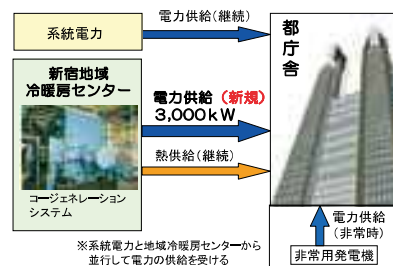 系統電力
電力供給(継続)
都庁舎
新宿地域
冷暖房センター
電力供給(新規)
3,000kW
熱供給(継続)
コージェネレーション
システム
電力供給
(非常時)
非常用発電機
※系統電力と地域冷暖房センターから
並行して電力の供給を受ける